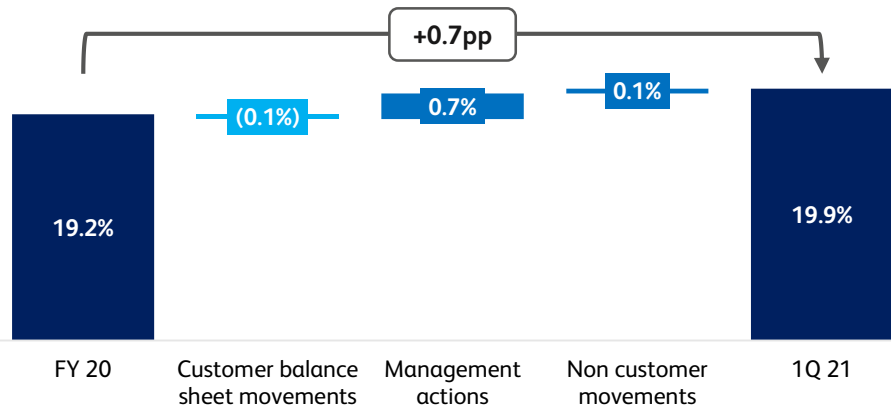 +0.7pp
19.2%
(0.1%)
0.7%
0.1%
19.9%
FY 20
Customer balance
sheet movements
Management
actions
Non customer
movements
1Q 21